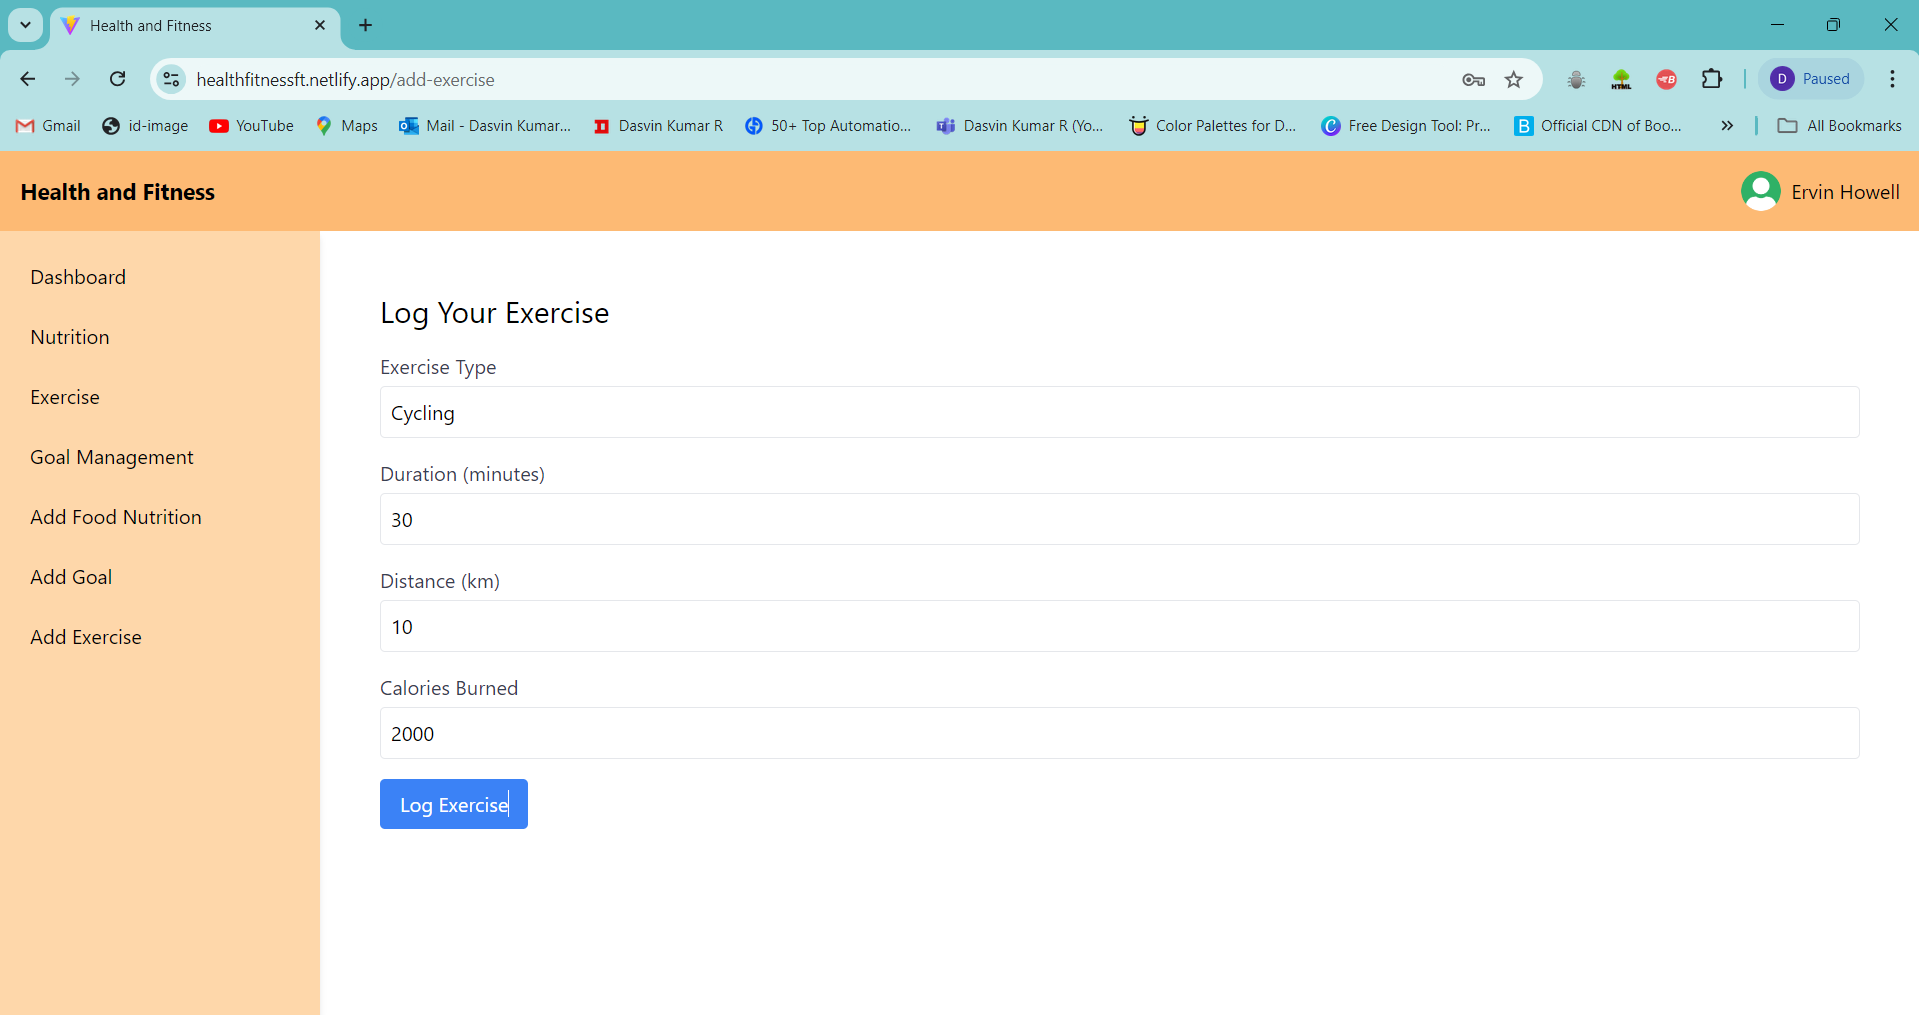 Health and Fitness
healthfitnessft.netlify.app/add-exercise
HTML
B
D Paused
Gmail id-image YouTube Maps Mail - Dasvin Kumar... Dasvin Kumar R 50+ Top Automatio... Dasvin Kumar R (Yo... Color Palettes for D... Free Design Tool: Pr... B Official CDN of Boo... All Bookmarks
Health and Fitness
Ervin Howell
Dashboard
Nutrition
Exercise
Goal Management
Add Food Nutrition
Add Goal
Add Exercise
Log Your Exercise
Exercise Type
Cycling
Duration (minutes)
30
Distance (km)
10
Calories Burned
2000
Log Exercise